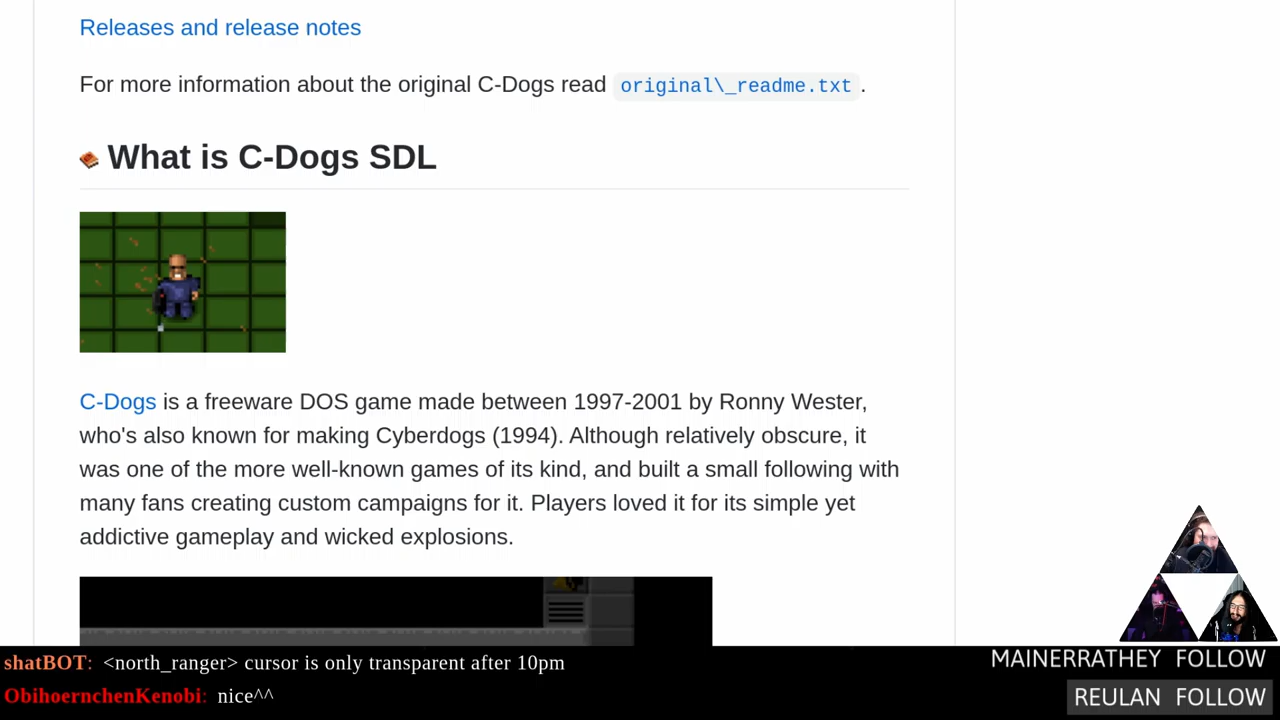 Releases and release notes
For more information about the original C-Dogs read original\_readme.txt.
What is C-Dogs SDL
C-Dogs is a freeware DOS game made between 1997-2001 by Ronny Wester,
who's also known for making Cyberdogs (1994). Although relatively obscure, it
was one of the more well-known games of its kind, and built a small following with
many fans creating custom campaigns for it. Players loved it for its simple yet
addictive gameplay and wicked explosions.
shatBOT: <north_ranger> cursor is only transparent after 10pm
ObihoernchenKenobi: nice^^
MAINERRATHEY FOLLOW
REULAN FOLLOW